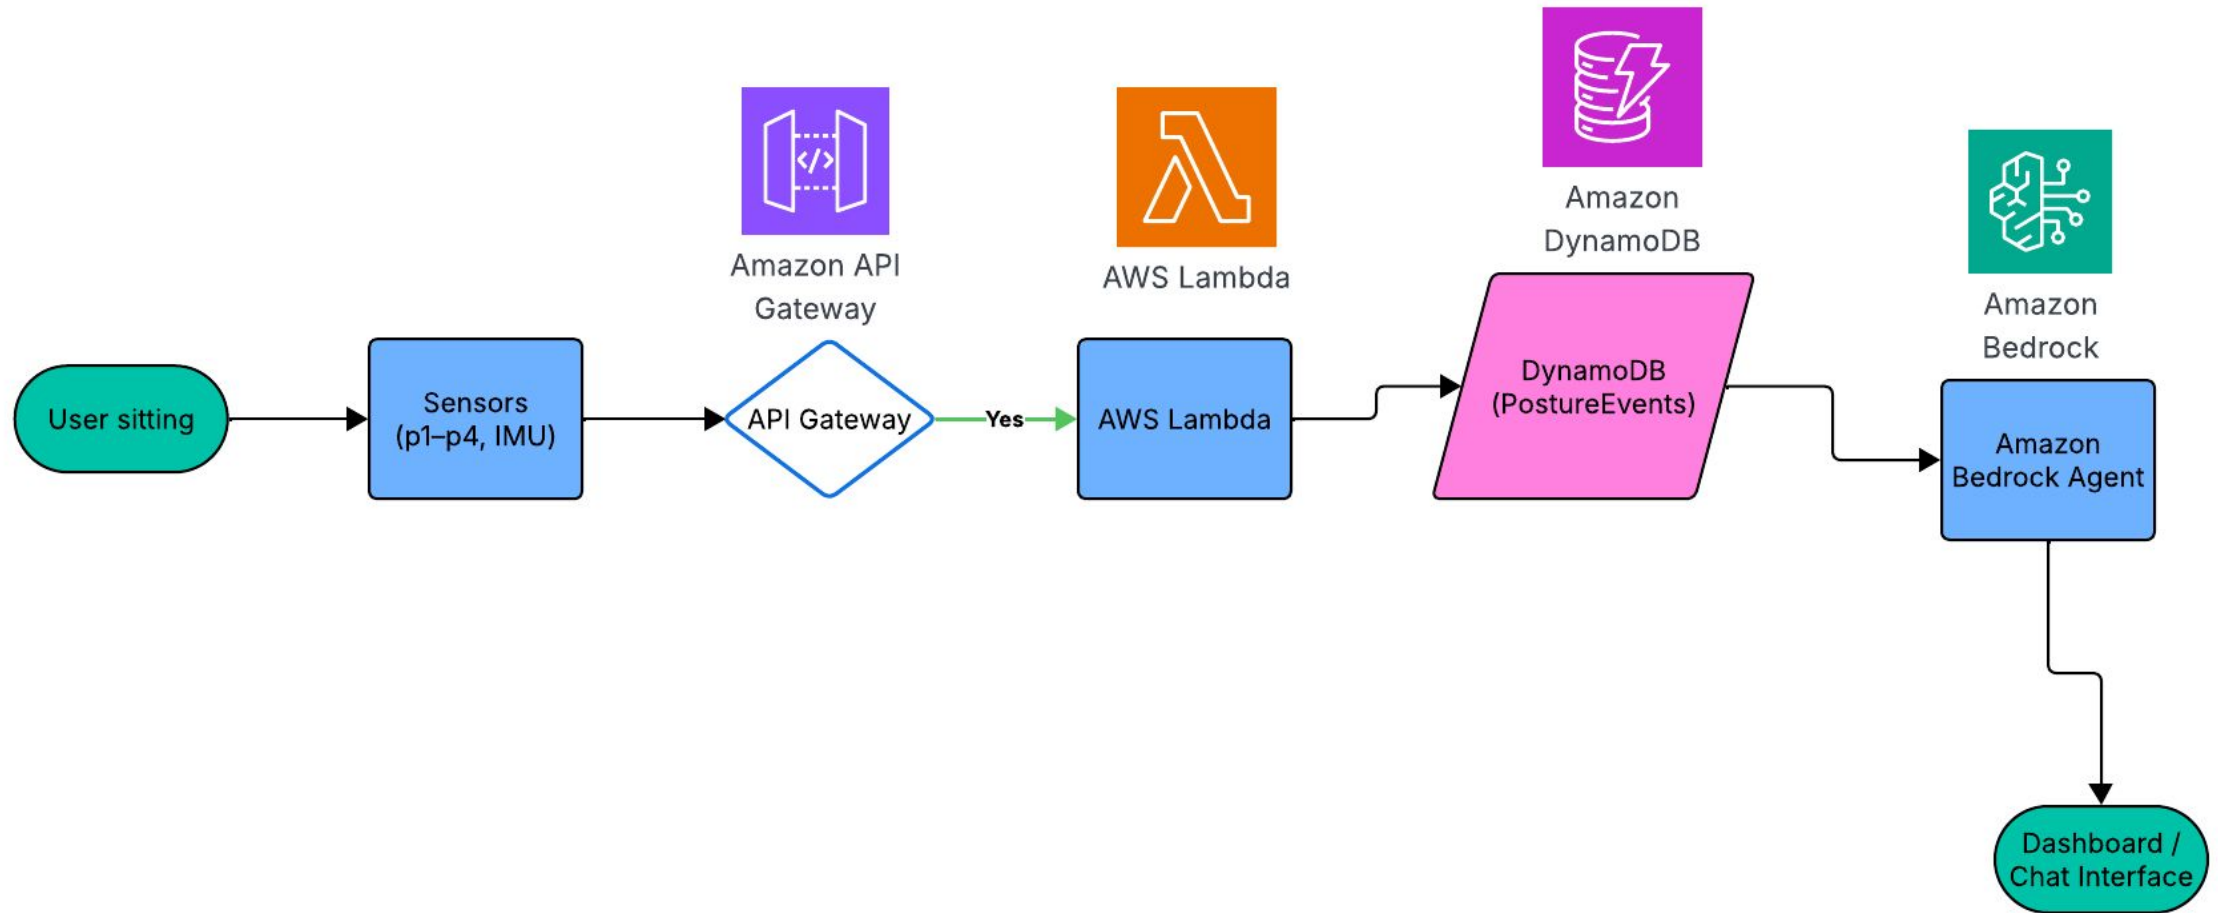 Amazon API
Gateway
AWS Lambda
Amazon
DynamoDB
Amazon
Bedrock
User sitting
Sensors
(p1–p4, IMU)
API Gateway
Yes
AWS Lambda
DynamoDB
(PostureEvents)
Amazon
Bedrock Agent
Dashboard /
Chat Interface